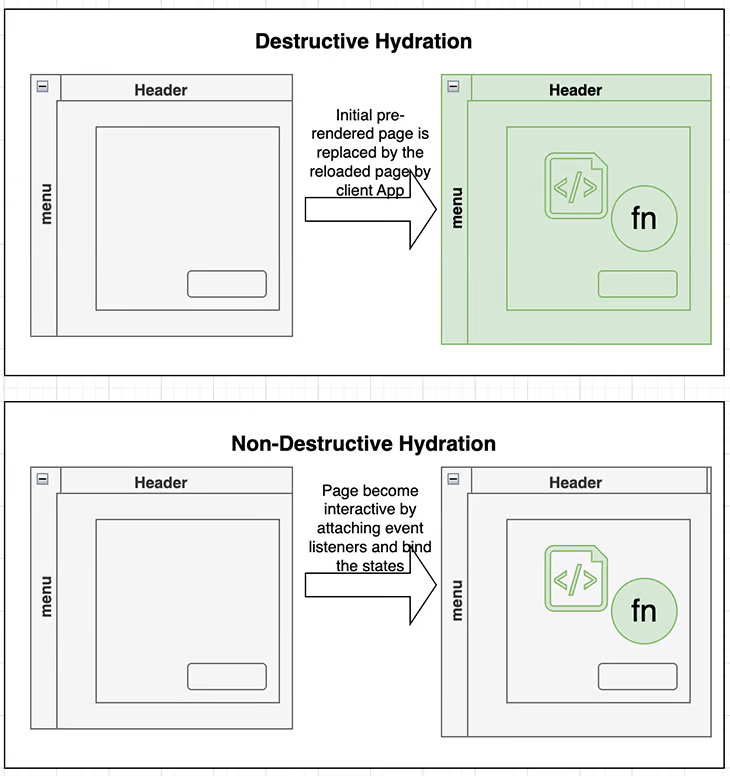 Destructive Hydration
Header
menu
Initial pre-
rendered page is
replaced by the
reloaded page by
client App
Header
menu
</>
fn
Non-Destructive Hydration
Header
menu
Page become
interactive by
attaching event
listeners and bind
the states
Header
menu
</>
fn